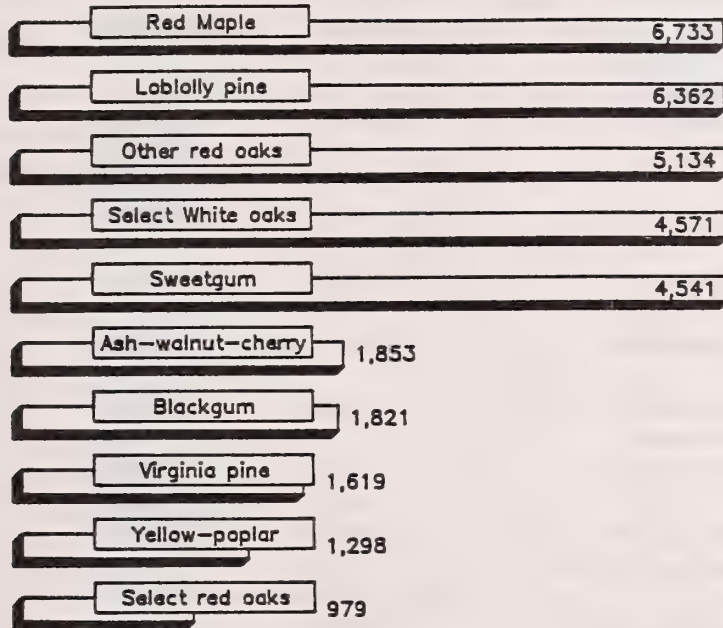 Red Maple 6,733
Loblolly pine 6,362
Other red oaks 5,134
Select White oaks 4,571
Sweetgum 4,541
Ash-walnut-cherry 1,853
Blackgum 1,821
Virginia pine 1,619
Yellow-poplar 1,298
Select red oaks 979